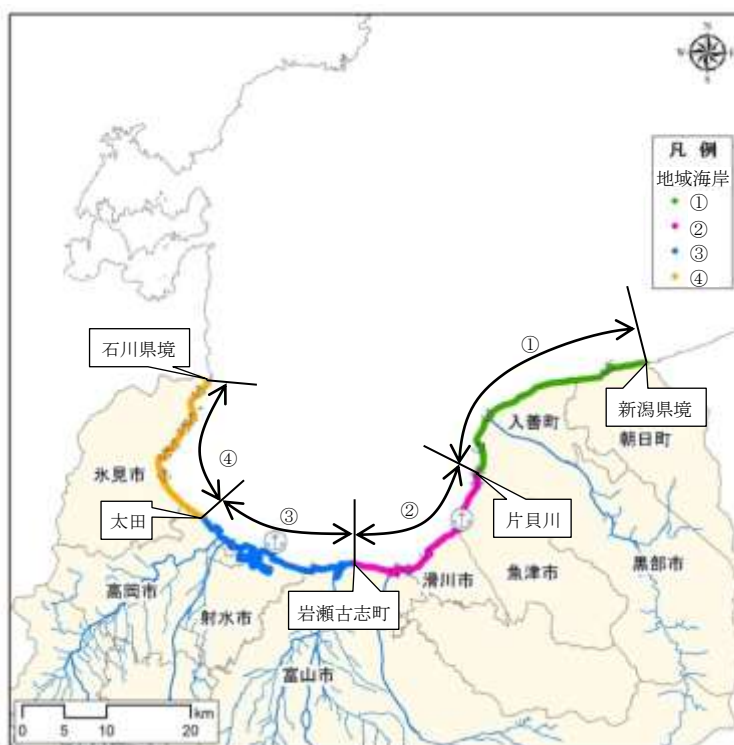 N
W
S
凡 例
地域海岸
①
②
③
④
①
石川県境
新潟県境
入善町
朝日町
氷見市
④
②
太田
③
片貝川
黒部市
魚津市
滑川市
高岡市
射水市
岩瀬古志町
富山市
km
0 5 10 20